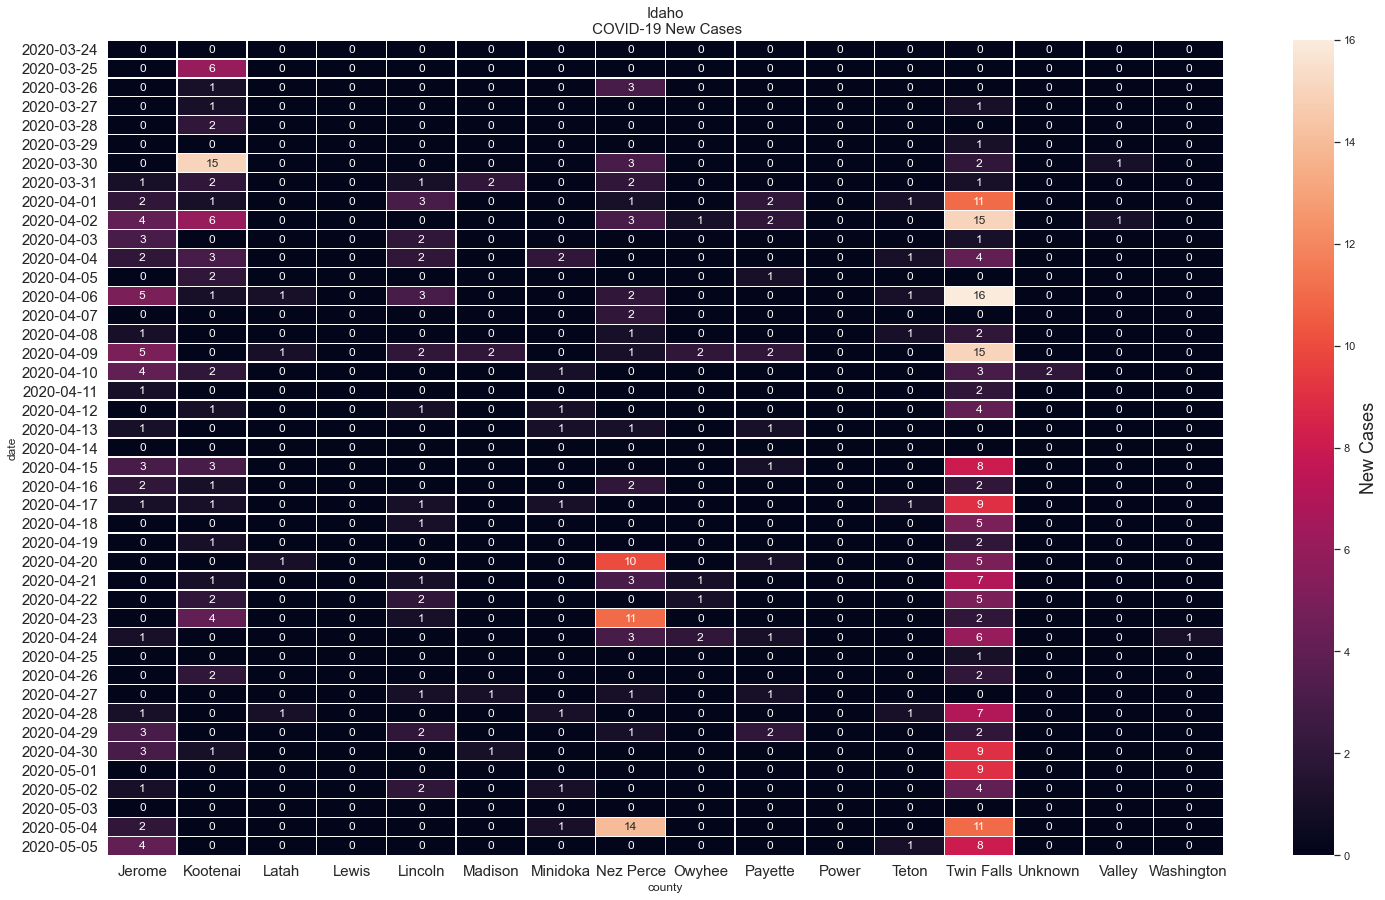 Idaho
COVID-19 New Cases
2020-03-24 0 0 0 0 0 0 0 0 0 0 0 0 0 0 0 0
2020-03-25 0 6 0 0 0 0 0 0 0 0 0 0 0 0 0 0
2020-03-26 0 1 0 0 0 0 0 3 0 0 0 0 0 0 0 0
2020-03-27 0 1 0 0 0 0 0 0 0 0 0 0 1 0 0 0
2020-03-28 0 2 0 0 0 0 0 0 0 0 0 0 0 0 0 0
2020-03-29 0 0 0 0 0 0 0 0 0 0 0 0 1 0 0 0
2020-03-30 0 15 0 0 0 0 0 3 0 0 0 0 2 0 1 0
2020-03-31 1 2 0 0 1 2 0 2 0 0 0 0 1 0 0 0
2020-04-01 2 1 0 0 3 0 0 1 0 2 0 1 11 0 0 0
2020-04-02 4 6 0 0 0 0 0 3 1 2 0 0 15 0 1 0
2020-04-03 3 0 0 0 2 0 0 0 0 0 0 0 1 0 0 0
2020-04-04 2 3 0 0 2 0 2 0 0 0 0 1 4 0 0 0
2020-04-05 0 2 0 0 0 0 0 0 0 1 0 0 0 0 0 0
2020-04-06 5 1 1 0 3 0 0 2 0 0 0 1 16 0 0 0
2020-04-07 0 0 0 0 0 0 0 2 0 0 0 0 0 0 0 0
2020-04-08 1 0 0 0 0 0 0 1 0 0 0 1 2 0 0 0
2020-04-09 5 0 1 0 2 2 0 1 2 2 0 0 15 0 0 0
2020-04-10 4 2 0 0 0 0 1 0 0 0 0 0 3 2 0 0
2020-04-11 1 0 0 0 0 0 0 0 0 0 0 0 2 0 0 0
2020-04-12 0 1 0 0 1 0 1 0 0 0 0 0 4 0 0 0
2020-04-13 1 0 0 0 0 0 1 1 0 1 0 0 0 0 0 0
2020-04-14 0 0 0 0 0 0 0 0 0 0 0 0 0 0 0 0
2020-04-15 3 3 0 0 0 0 0 0 0 1 0 0 8 0 0 0
2020-04-16 2 1 0 0 0 0 0 2 0 0 0 0 2 0 0 0
2020-04-17 1 1 0 0 1 0 1 0 0 0 0 1 9 0 0 0
2020-04-18 0 0 0 0 1 0 0 0 0 0 0 0 5 0 0 0
2020-04-19 0 1 0 0 0 0 0 0 0 0 0 0 2 0 0 0
2020-04-20 0 0 1 0 0 0 0 10 0 1 0 0 5 0 0 0
2020-04-21 0 1 0 0 1 0 0 3 1 0 0 0 7 0 0 0
2020-04-22 0 2 0 0 2 0 0 0 1 0 0 0 5 0 0 0
2020-04-23 0 4 0 0 1 0 0 11 0 0 0 0 2 0 0 0
2020-04-24 1 0 0 0 0 0 0 3 2 1 0 0 6 0 0 1
2020-04-25 0 0 0 0 0 0 0 0 0 0 0 0 1 0 0 0
2020-04-26 0 2 0 0 0 0 0 0 0 0 0 0 2 0 0 0
2020-04-27 0 0 0 0 1 1 0 1 0 1 0 0 0 0 0 0
2020-04-28 1 0 1 0 0 0 1 0 0 0 0 1 7 0 0 0
2020-04-29 3 0 0 0 2 0 0 1 0 2 0 0 2 0 0 0
2020-04-30 3 1 0 0 0 1 0 0 0 0 0 0 9 0 0 0
2020-05-01 0 0 0 0 0 0 0 0 0 0 0 0 9 0 0 0
2020-05-02 1 0 0 0 2 0 1 0 0 0 0 0 4 0 0 0
2020-05-03 0 0 0 0 0 0 0 0 0 0 0 0 0 0 0 0
2020-05-04 2 0 0 0 0 0 1 14 0 0 0 0 11 0 0 0
2020-05-05 4 0 0 0 0 0 0 0 0 0 0 1 8 0 0 0
Jerome Kootenai Latah Lewis Lincoln Madison Minidoka Nez Perce Owyhee Payette Power Teton Twin Falls Unknown Valley Washington
county
date
16
14
12
10
8
6
4
2
0
New Cases